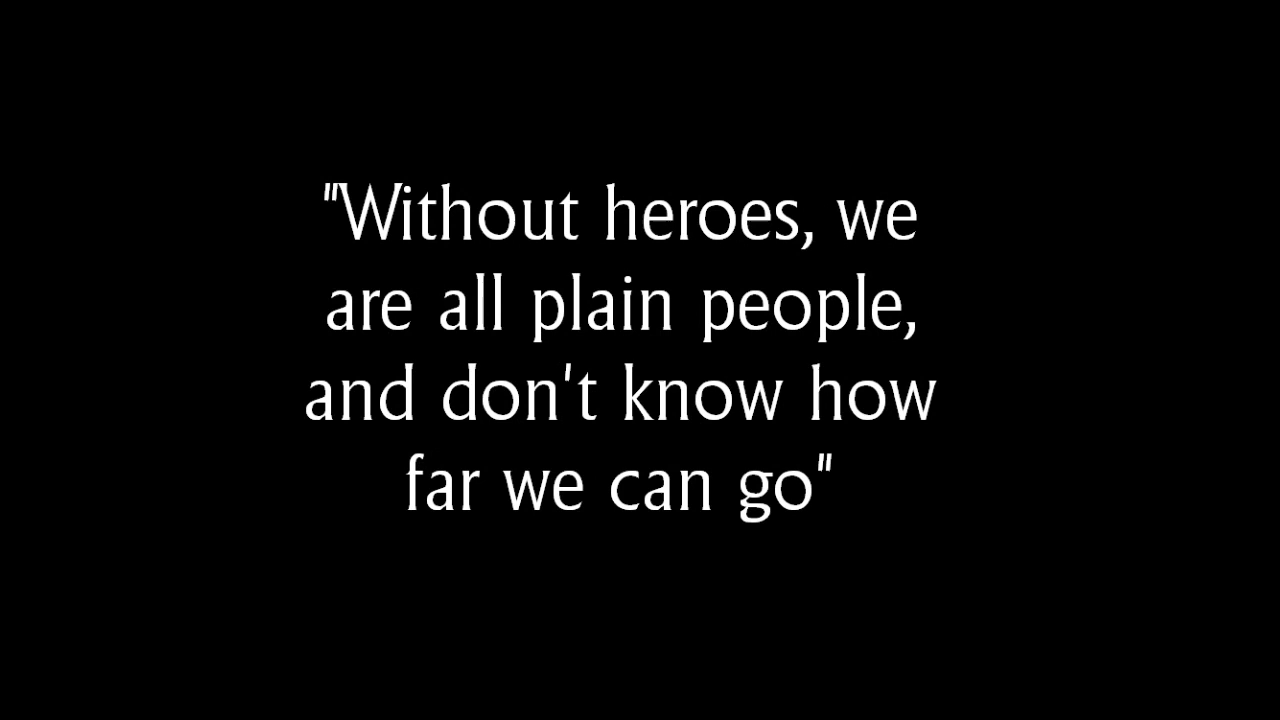 "Without heroes, we
are all plain people,
and don't know how
far we can go"